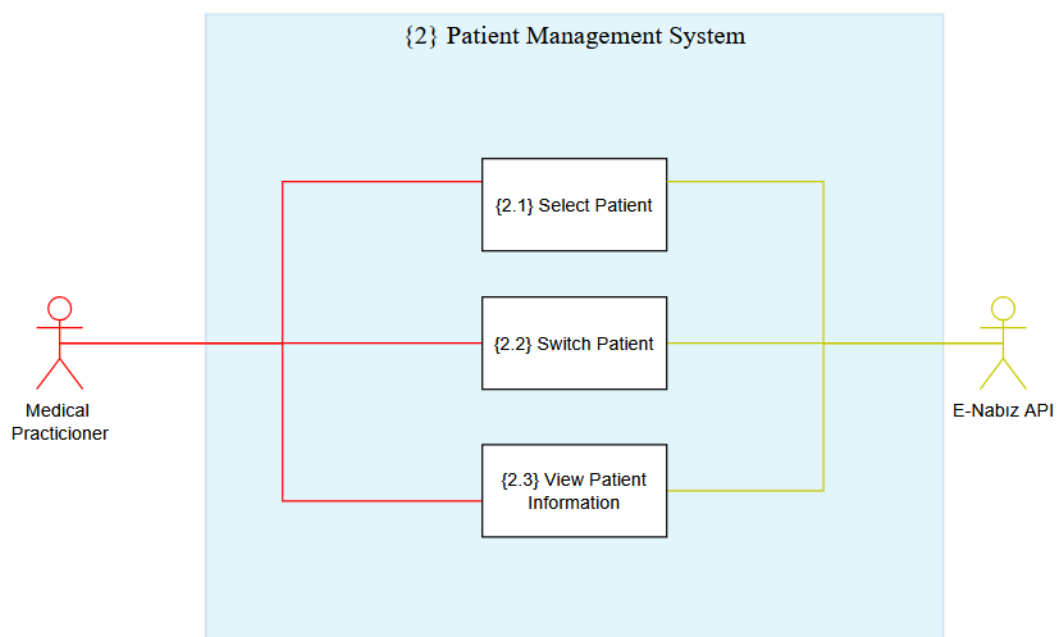 {2} Patient Management System
{2.1} Select Patient
{2.2} Switch Patient
{2.3} View Patient
Information
Medical
Practicioner
E-Nabız API